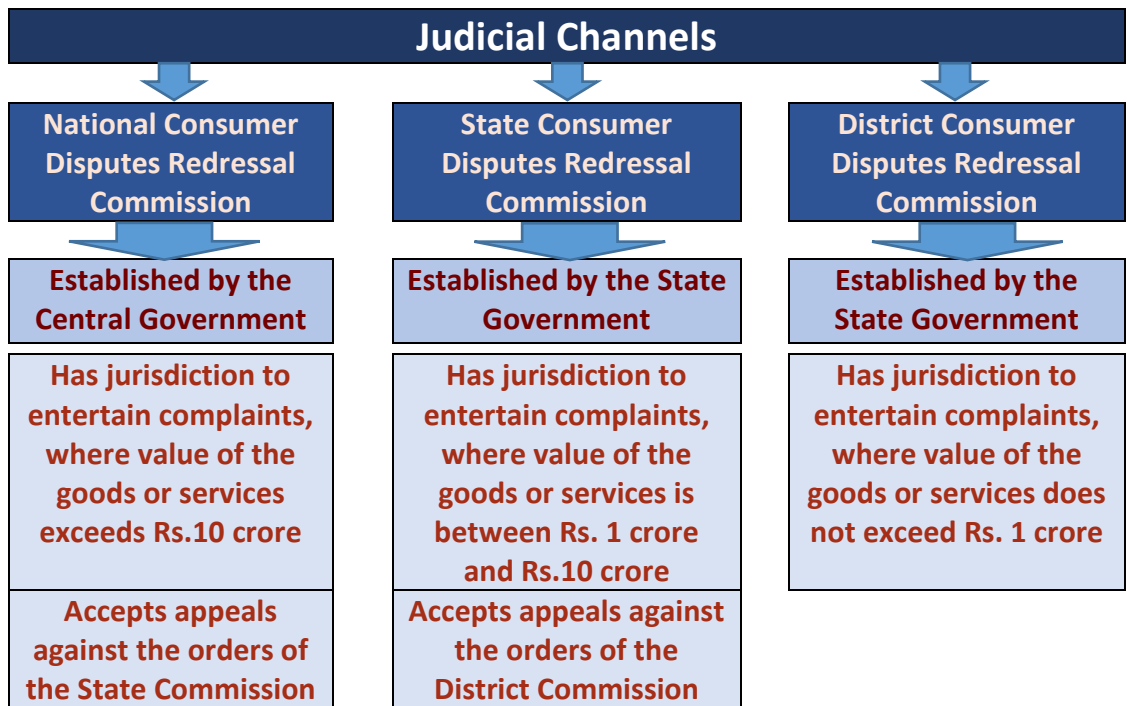 Judicial Channels
National Consumer
Disputes Redressal
Commission
Established by the
Central Government
Has jurisdiction to
entertain complaints,
where value of the
goods or services
exceeds Rs.10 crore
Accepts appeals
against the orders of
the State Commission
State Consumer
Disputes Redressal
Commission
Established by the State
Government
Has jurisdiction to
entertain complaints,
where value of the
goods or services is
between Rs. 1 crore
and Rs.10 crore
Accepts appeals against
the orders of the
District Commission
District Consumer
Disputes Redressal
Commission
Established by the
State Government
Has jurisdiction to
entertain complaints,
where value of the
goods or services does
not exceed Rs. 1 crore